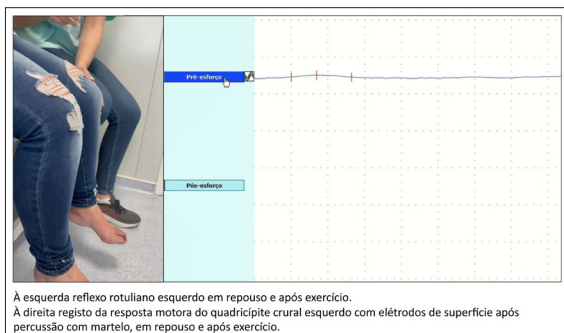 Pré-esforço
Pós-esforço
À esquerda reflexo rotuliano esquerdo em repouso e após exercício.
À direita registo da resposta motora do quadricípite crural esquerdo com elétrodos de superfície após
percussão com martelo, em repouso e após exercício.